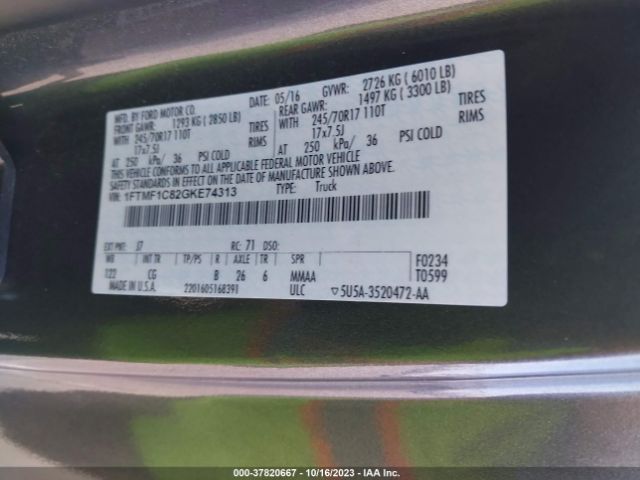 MFD. BY FORD MOTOR CO. DATE: 05/16 GVWR: 2726 KG ( 6010 LB)
FRONT GAWR: 1293 KG ( 2850 LB) REAR GAWR: 1497 KG ( 3300 LB)
WITH 245/70R17 110T TIRES WITH 245/70R17 110T TIRES
17x7.5J RIMS 17x7.5J RIMS
AT 250 kPa/ 36 PSI COLD AT 250 kPa/ 36 PSI COLD
THIS VEHICLE CONFORMS TO ALL APPLICABLE FEDERAL MOTOR VEHICLE
SAFETY STANDARDS IN EFFECT ON THE DATE OF MANUFACTURE SHOWN ABOVE.
VIN: 1FTMF1C82GKE74313 TYPE: Truck
EXT PNT: J7 RC: 71 DSO:
WB INT TR TP/PS R AXLE TR SPR F0234
122 CG B 26 6 MMAA T0599
MADE IN U.S.A. 2201605168391 ULC ▽5U5A-3520472-AA
000-37820667 - 10/16/2023 - IAA Inc.